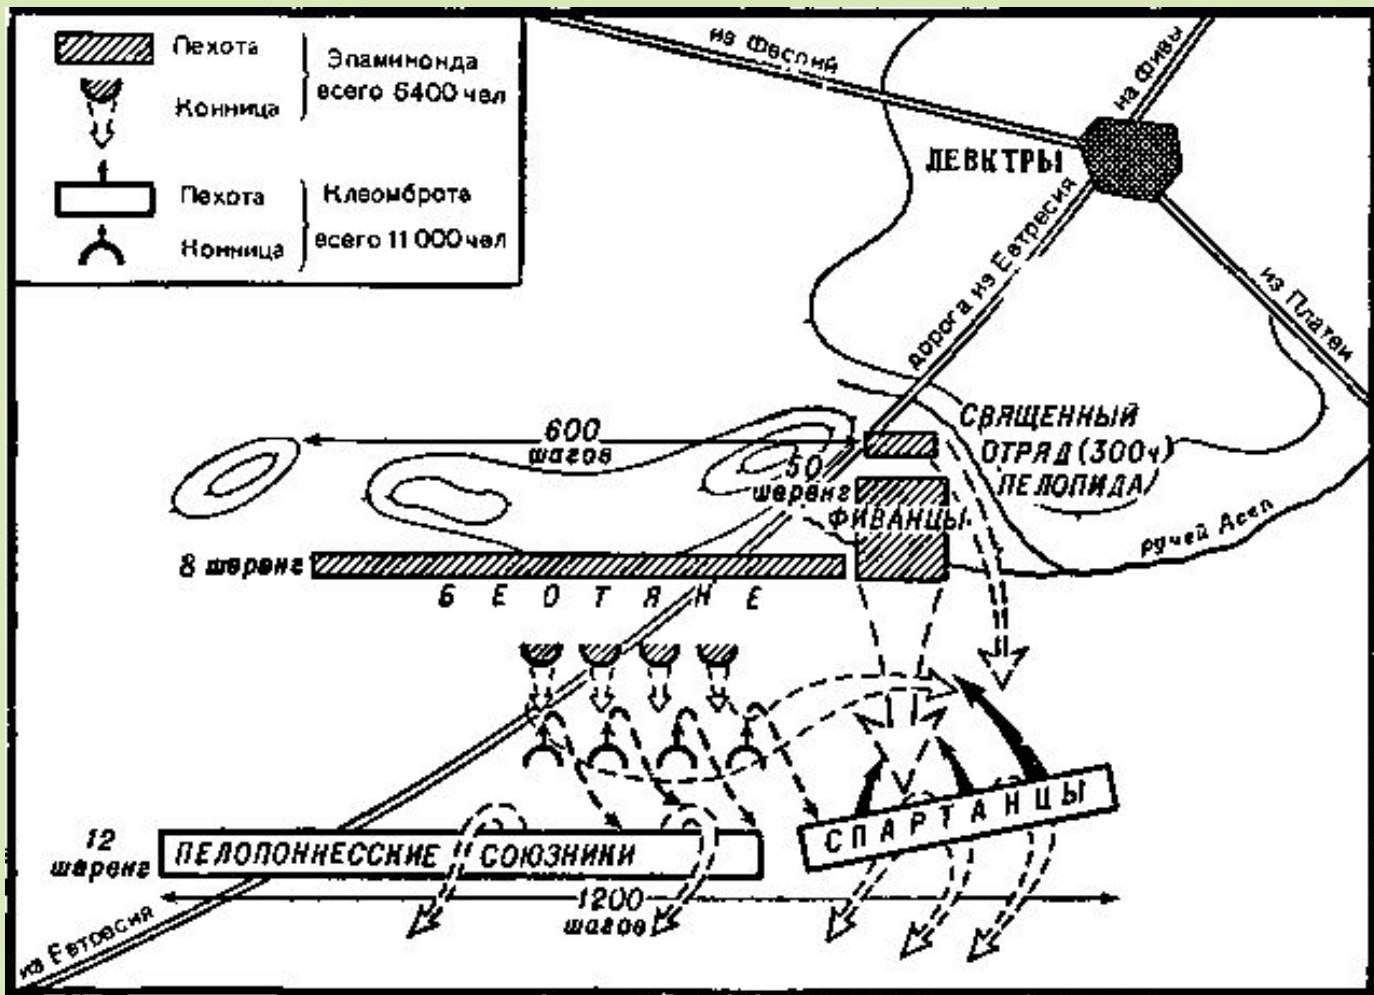 Пехота
Конница
Эпаминонда
всего 6400 чел
Пехота
Конница
Клеомброта
всего 11 000 чел
из Феспий
на Фивы
ЛЕВКТРЫ
дорога из Евтресия
из Платеи
600
шагов
СВЯЩЕННЫЙ
ОТРЯД (300ч)
ПЕЛОПИДА
50
шеренг
ФИВАНЦЫ
ручей Асоп
8 шеренг
БЕОТЯНЕ
12
шеренг
ПЕЛОПОННЕССКИЕ СОЮЗНИКИ
СПАРТАНЦЫ
1200
шагов